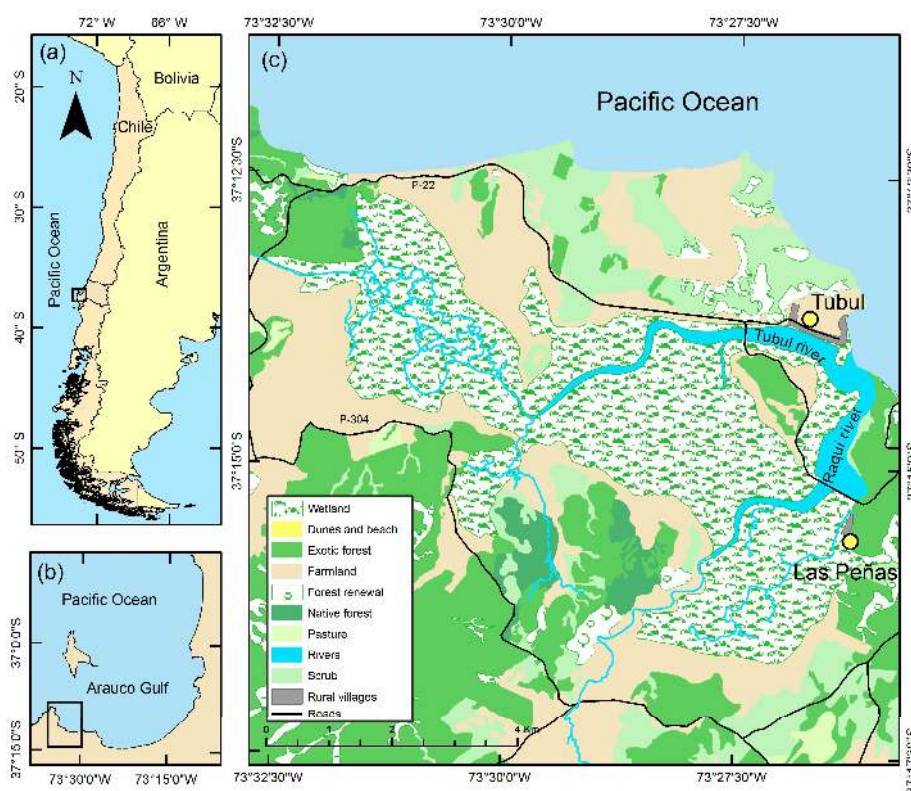 (a)
72° W
66° W
20° S
30° S
40° S
50° S
N
Bolivia
Chile
Argentina
Pacific Ocean
(b)
Pacific Ocean
Arauco Gulf
37°0'0"S
37°15'0"S
73°30'0"W
73°15'0"W
(c)
73°32'30"W
73°30'0"W
73°27'30"W
37°12'30"S
37°15'0"S
Pacific Ocean
P-22
Tubul
Tubul river
P-304
Raqui river
Las Peñas
Wetland
Dunes and beach
Exotic forest
Farmland
Forest renewal
Native forest
Pasture
Rivers
Scrub
Rural villages
Roads
0
4 Km
73°32'30"W
73°30'0"W
73°27'30"W